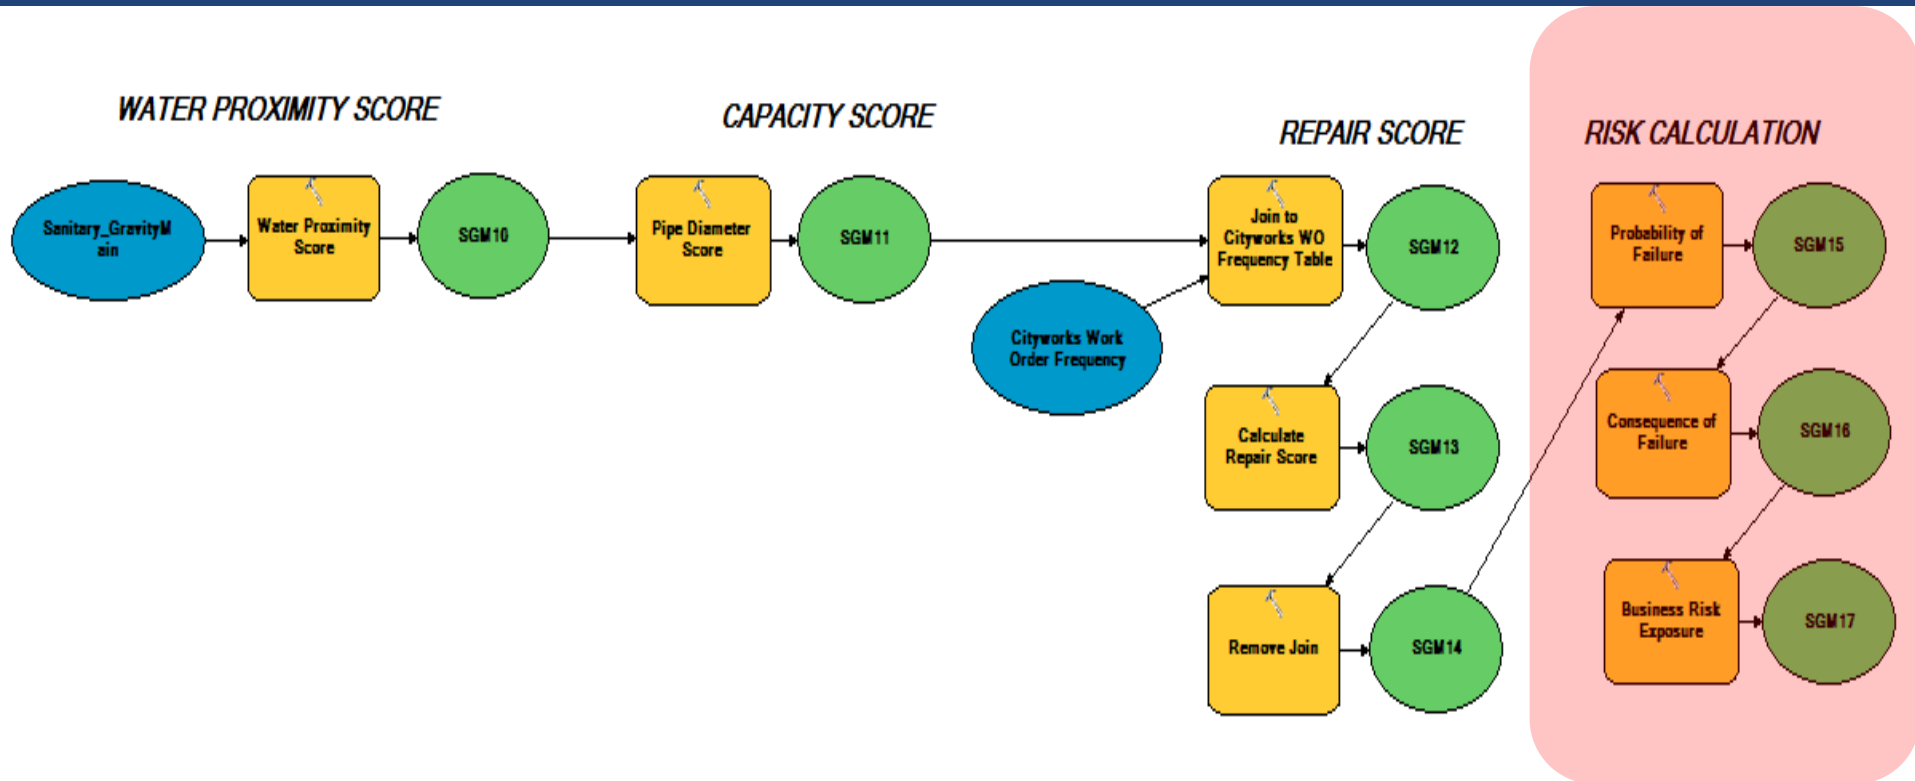 WATER PROXIMITY SCORE
CAPACITY SCORE
REPAIR SCORE
RISK CALCULATION
Sanitary_GravityM
ain
Water Proximity
Score
SGM10
Pipe Diameter
Score
SGM11
Cityworks Work
Order Frequency
Join to
Cityworks WO
Frequency Table
SGM12
Calculate
Repair Score
SGM13
Remove Join
SGM14
Probability of
Failure
SGM15
Consequence of
Failure
SGM16
Business Risk
Exposure
SGM17